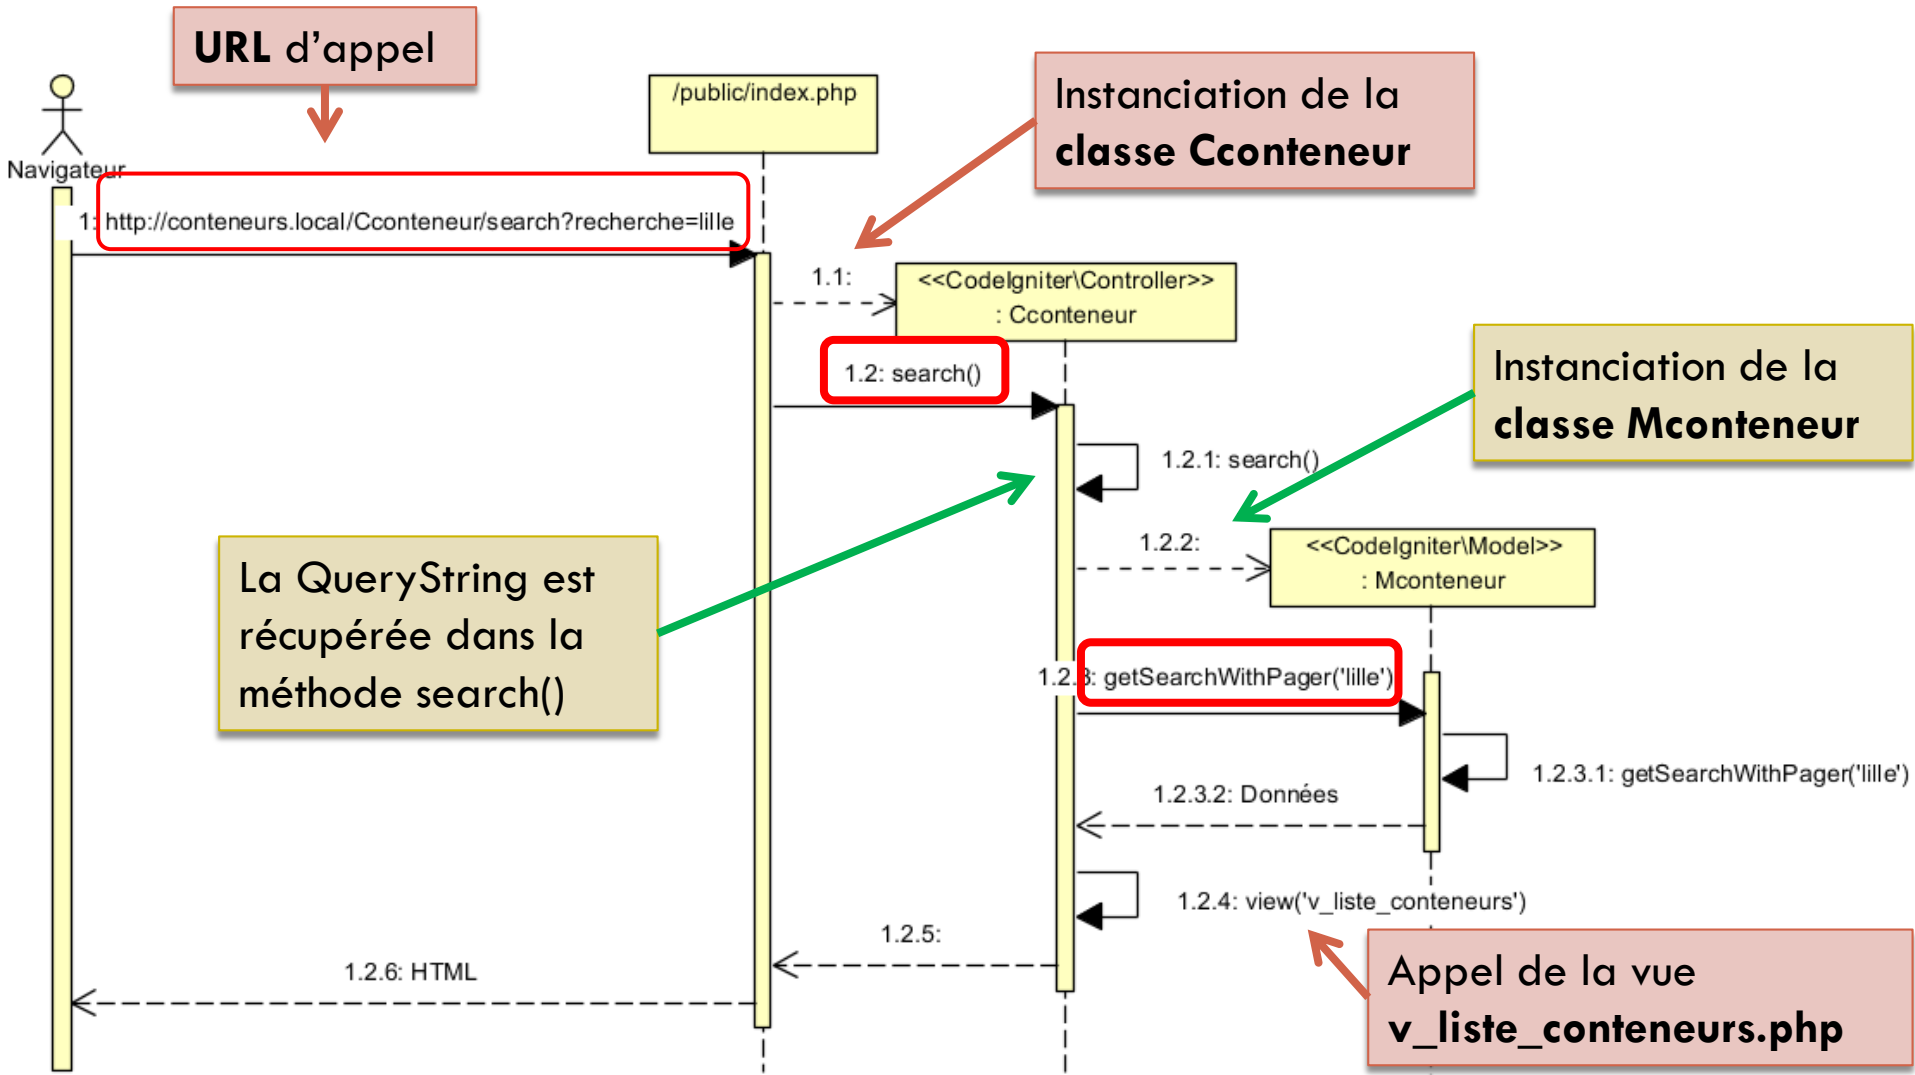 URL d'appel
/public/index.php
Instanciation de la
classe Cconteneur
Navigateur
1: http://conteneurs.local/Cconteneur/search?recherche=lille
1.1:
<<CodeIgniter\Controller>>
: Cconteneur
1.2: search()
Instanciation de la
classe Mconteneur
1.2.1: search()
1.2.2:
<<CodeIgniter\Model>>
: Mconteneur
La QueryString est
récupérée dans la
méthode search()
1.2.3: getSearchWithPager('lille')
1.2.3.1: getSearchWithPager('lille')
1.2.3.2: Données
1.2.4: view('v_liste_conteneurs')
1.2.5:
1.2.6: HTML
Appel de la vue
v_liste_conteneurs.php